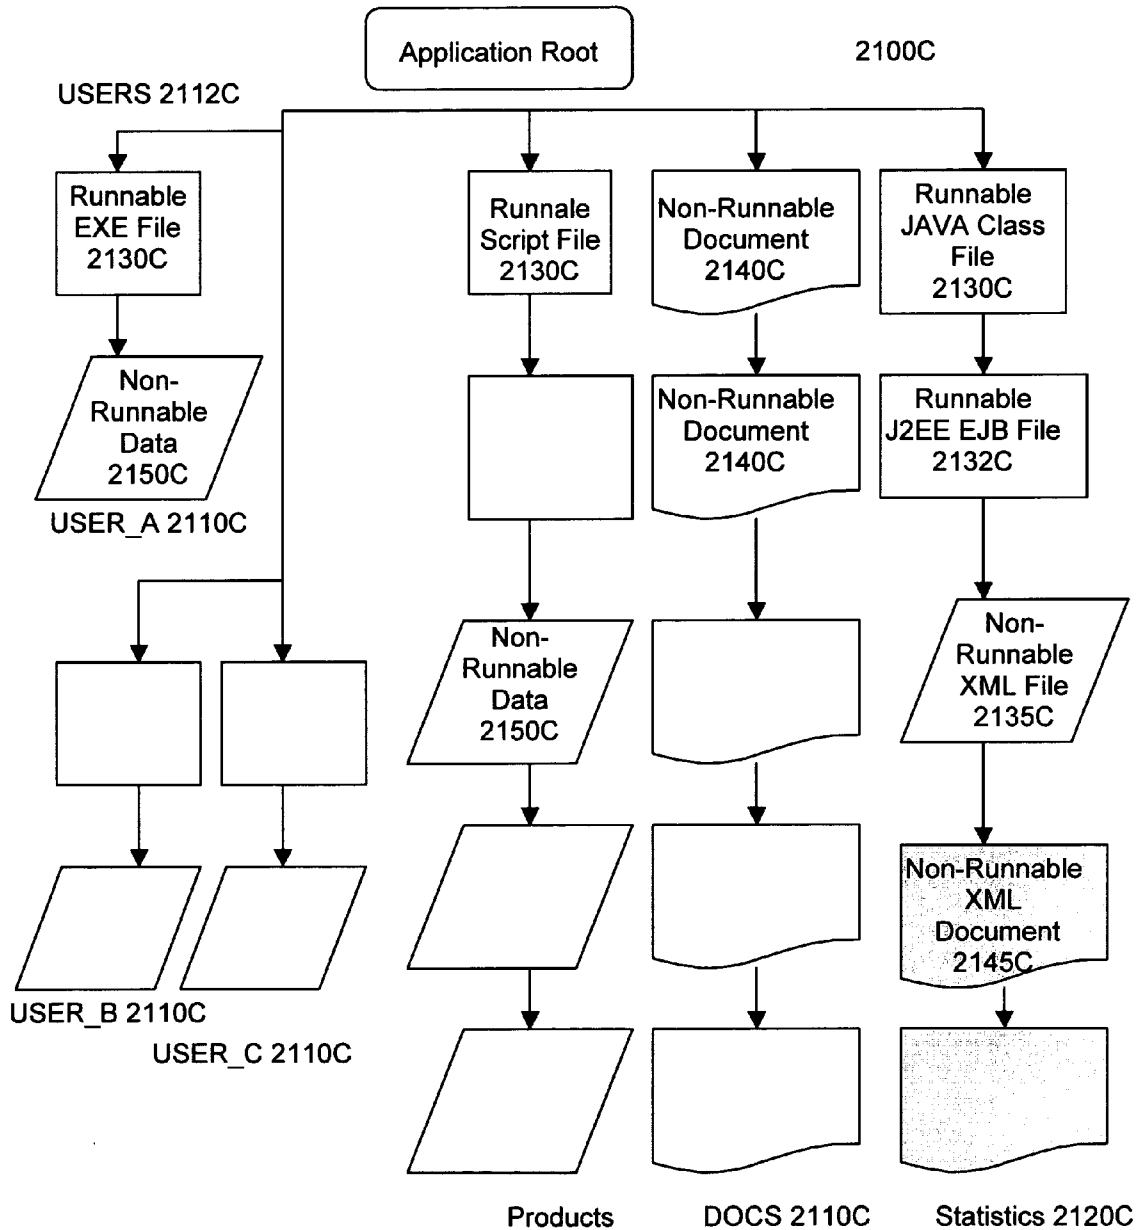 Application Root
2100C
USERS 2112C
Runnable
EXE File
2130C
Runnale
Script File
2130C
Non-Runnable
Document
2140C
Runnable
JAVA Class
File
2130C
Non-
Runnable
Data
2150C
USER_A 2110C
Non-Runnable
Document
2140C
Runnable
J2EE EJB File
2132C
Non-
Runnable
Data
2150C
Non-
Runnable
XML File
2135C
Non-Runnable
XML
Document
2145C
USER_B 2110C
USER_C 2110C
Products
DOCS 2110C
Statistics 2120C